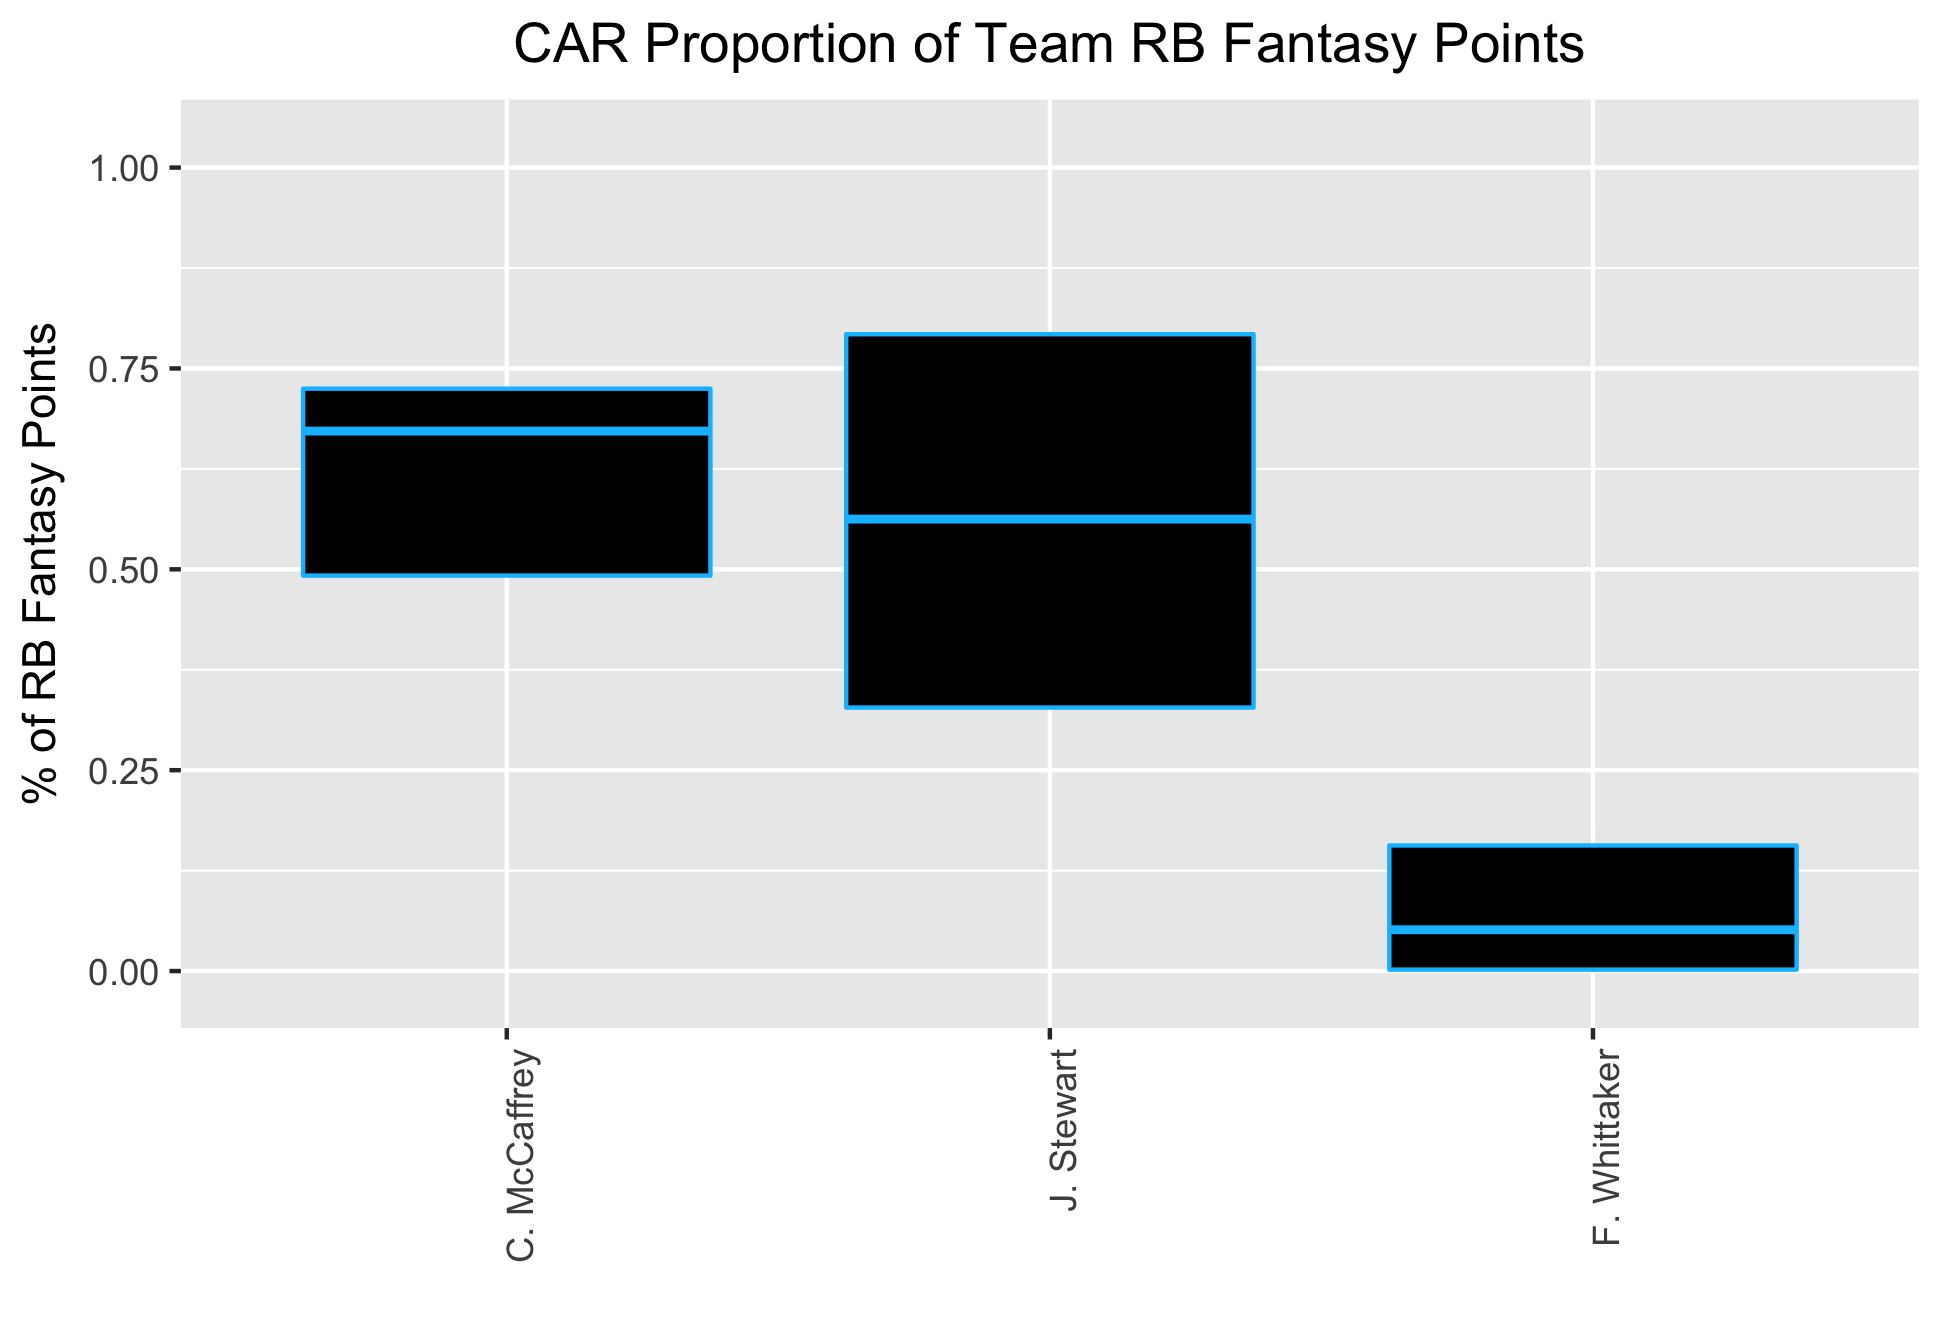 CAR Proportion of Team RB Fantasy Points
% of RB Fantasy Points
1.00
0.75
0.50
0.25
0.00
C. McCaffrey
J. Stewart
F. Whittaker